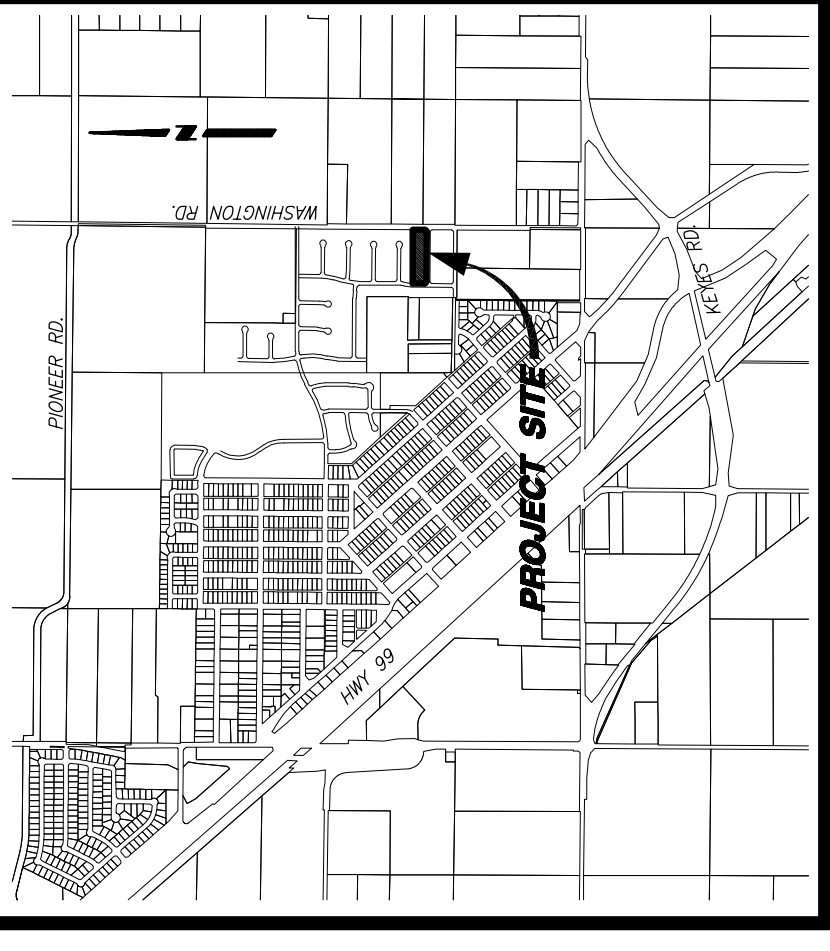 N
WASHINGTON RD.
PIONEER RD.
KEYES RD.
PROJECT SITE
HWY 99